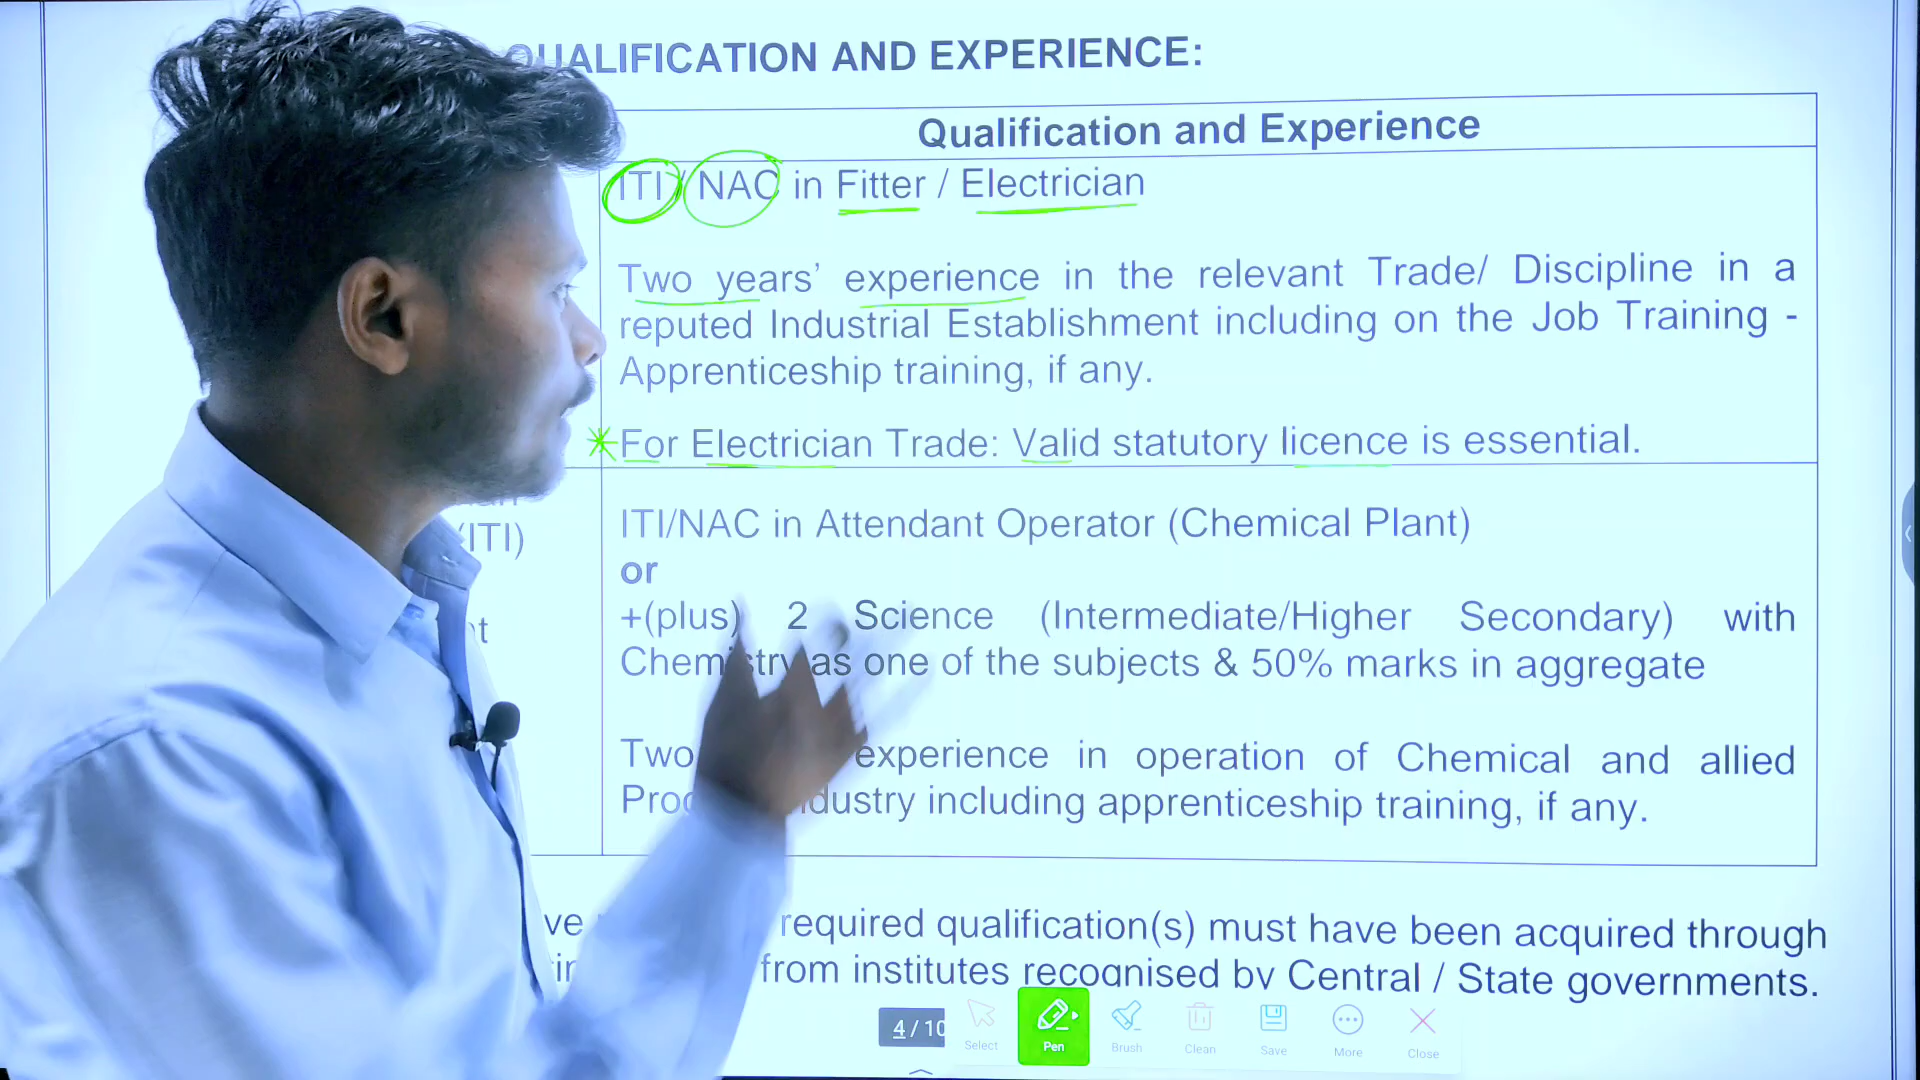 QUALIFICATION AND EXPERIENCE:
Qualification and Experience
ITI / NAC in Fitter / Electrician
Two years’ experience in the relevant Trade/ Discipline in a
reputed Industrial Establishment including on the Job Training -
Apprenticeship training, if any.
*For Electrician Trade: Valid statutory licence is essential.
(ITI)
ITI/NAC in Attendant Operator (Chemical Plant)
or
+(plus) 2 Science (Intermediate/Higher Secondary) with
Chemistry as one of the subjects & 50% marks in aggregate
Two experience in operation of Chemical and allied
industry including apprenticeship training, if any.
required qualification(s) must have been acquired through
from institutes recognised by Central / State governments.
4 / 10
Select
Pen
Brush
Clean
Save
More
Close